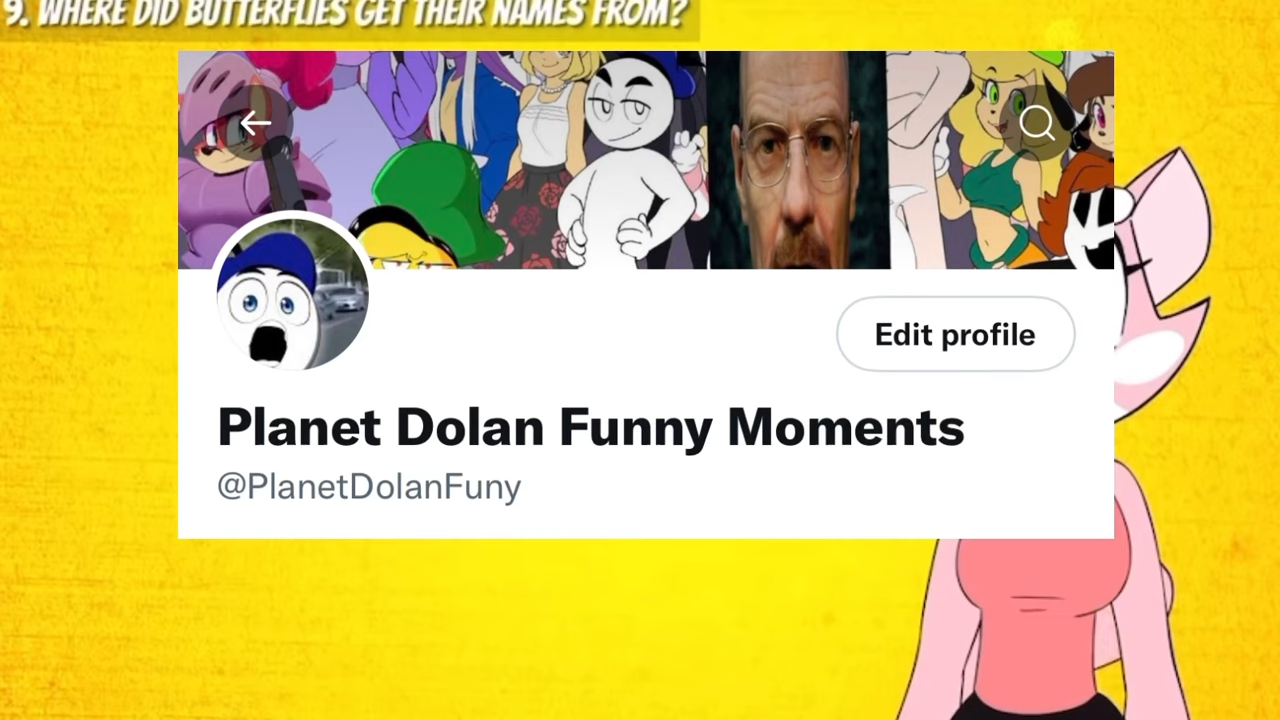 9. WHERE DID BUTTERFLIES GET THEIR NAMES FROM?
Edit profile
Planet Dolan Funny Moments
@PlanetDolanFuny